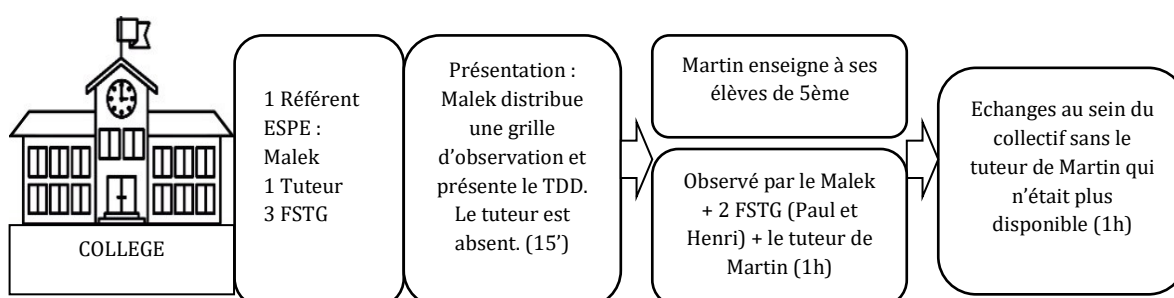 COLLEGE
1 Référent
ESPE :
Malek
1 Tuteur
3 FSTG
Présentation :
Malek distribue
une grille
d’observation et
présente le TDD.
Le tuteur est
absent. (15’)
Martin enseigne à ses
élèves de 5ème
Observé par le Malek
+ 2 FSTG (Paul et
Henri) + le tuteur de
Martin (1h)
Echanges au sein du
collectif sans le
tuteur de Martin qui
n’était plus
disponible (1h)